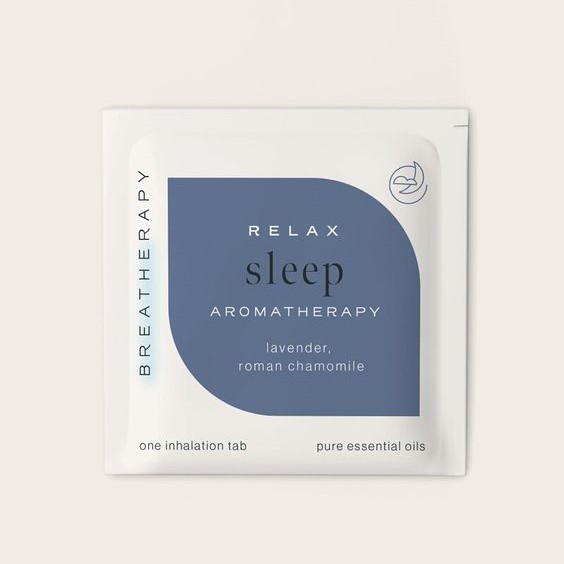 BREATHERAPY
RELAX
sleep
AROMATHERAPY
lavender,
roman chamomile
one inhalation tab
pure essential oils